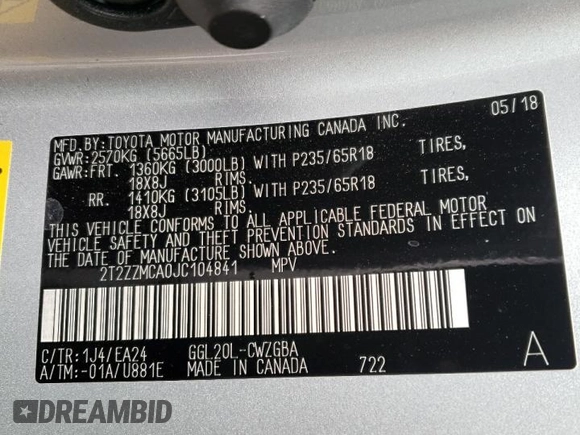 05/18
MFD.BY:TOYOTA MOTOR MANUFACTURING CANADA INC.
GVWR:2570KG (5665LB)
GAWR:FRT. 1360KG (3000LB) WITH P235/65R18 TIRES,
18X8J RIMS.
RR. 1410KG (3105LB) WITH P235/65R18 TIRES,
18X8J RIMS.
THIS VEHICLE CONFORMS TO ALL APPLICABLE FEDERAL MOTOR
VEHICLE SAFETY AND THEFT PREVENTION STANDARDS IN EFFECT ON
THE DATE OF MANUFACTURE SHOWN ABOVE.
2T2ZZMCA0JC104841 MPV
C/TR:1J4/EA24 GGL20L-CWZGBA
A/TM:-01A/U881E MADE IN CANADA 722 A
DREAMBID